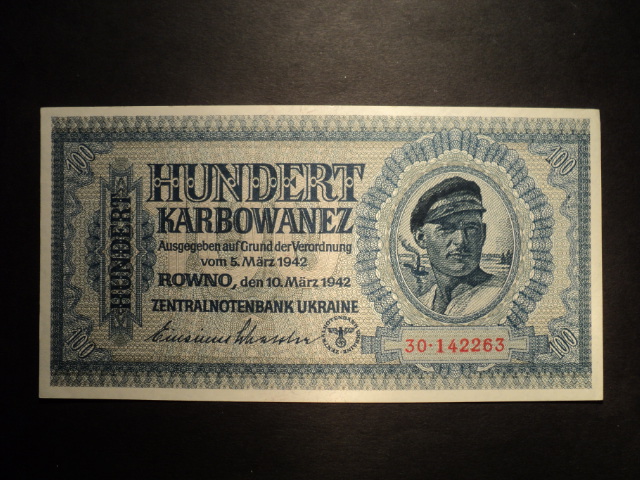 100
100
HUNDERT
HUNDERT
KARBOWANEZ
Ausgegeben auf Grund der Verordnung
vom 5. März 1942
ROWNO, den 10. März 1942
ZENTRALNOTENBANK UKRAINE
30·142263
100
100